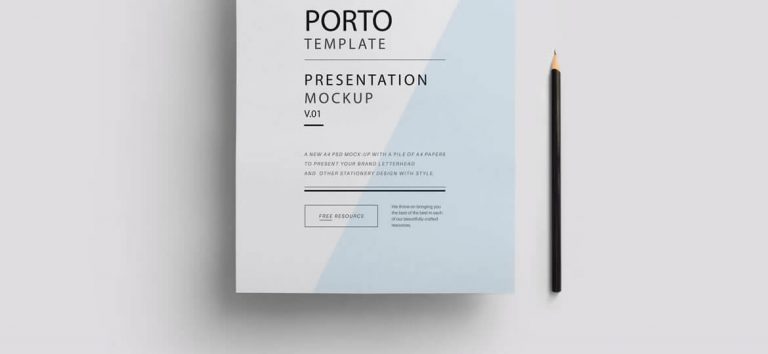 PORTO
TEMPLATE
PRESENTATION
MOCKUP
V.01
A NEW A4 PSD MOCK-UP WITH A PILE OF A4 PAPERS
TO PRESENT YOUR BRAND LETTERHEAD
AND OTHER STATIONERY DESIGN WITH STYLE
FREE RESOURCE
We thrive on bringing you
the best of the best in each
of our beautifully crafted
resources